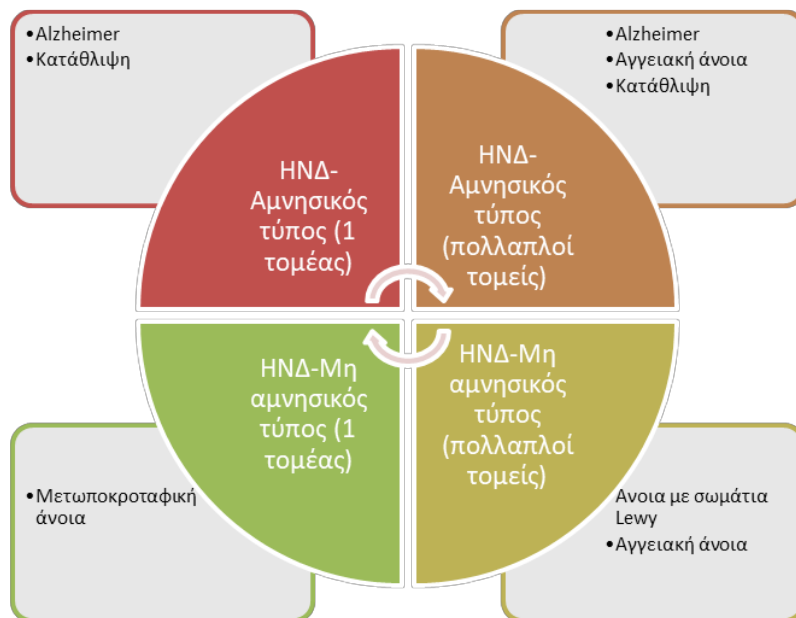 •Alzheimer
•Κατάθλιψη
•Alzheimer
•Αγγειακή άνοια
•Κατάθλιψη
ΗΝΔ-
Αμνησικός
τύπος (1
τομέας)
ΗΝΔ-
Αμνησικός
τύπος
(πολλαπλοί
τομείς)
ΗΝΔ-Μη
αμνησικός
τύπος (1
τομέας)
ΗΝΔ-Μη
αμνησικός
τύπος
(πολλαπλοί
τομείς)
•Μετωποκροταφική
άνοια
Ανοια με σωμάτια
Lewy
•Αγγειακή άνοια